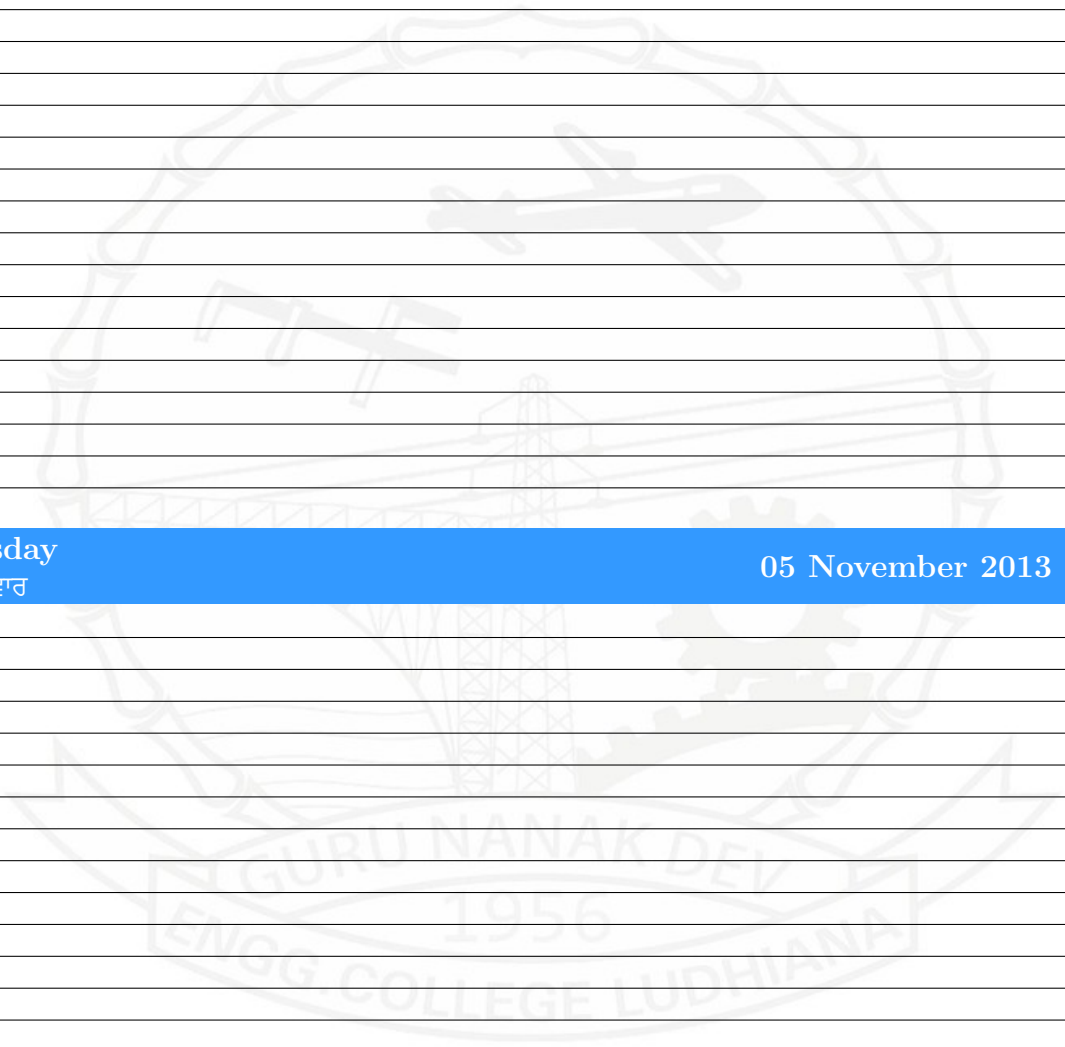 sday
ਵਾਰ
05 November 2013
GURU NANAK DEV
1956
ENGG. COLLEGE LUDHIANA